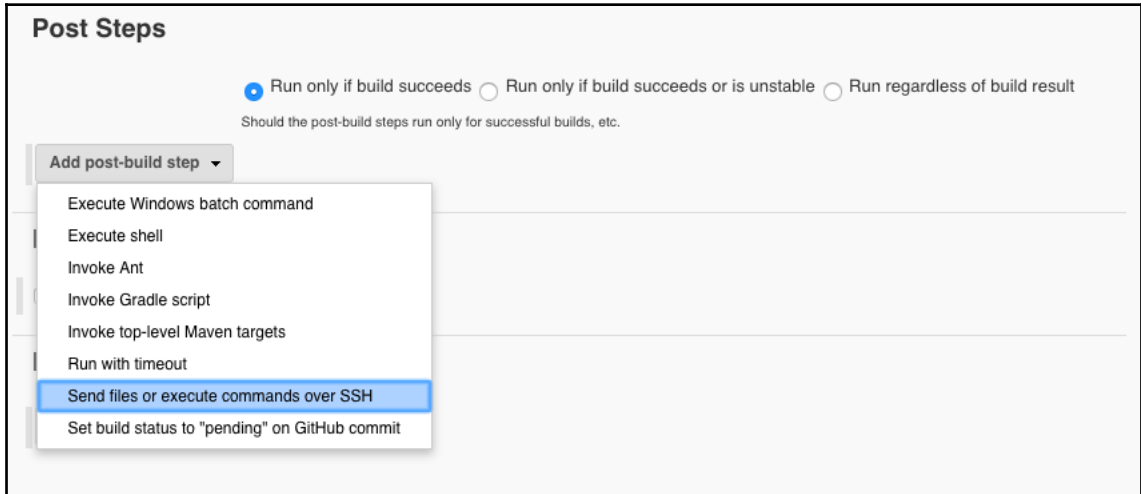 Post Steps
Run only if build succeeds Run only if build succeeds or is unstable Run regardless of build result
Should the post-build steps run only for successful builds, etc.
Add post-build step
Execute Windows batch command
Execute shell
Invoke Ant
Invoke Gradle script
Invoke top-level Maven targets
Run with timeout
Send files or execute commands over SSH
Set build status to "pending" on GitHub commit